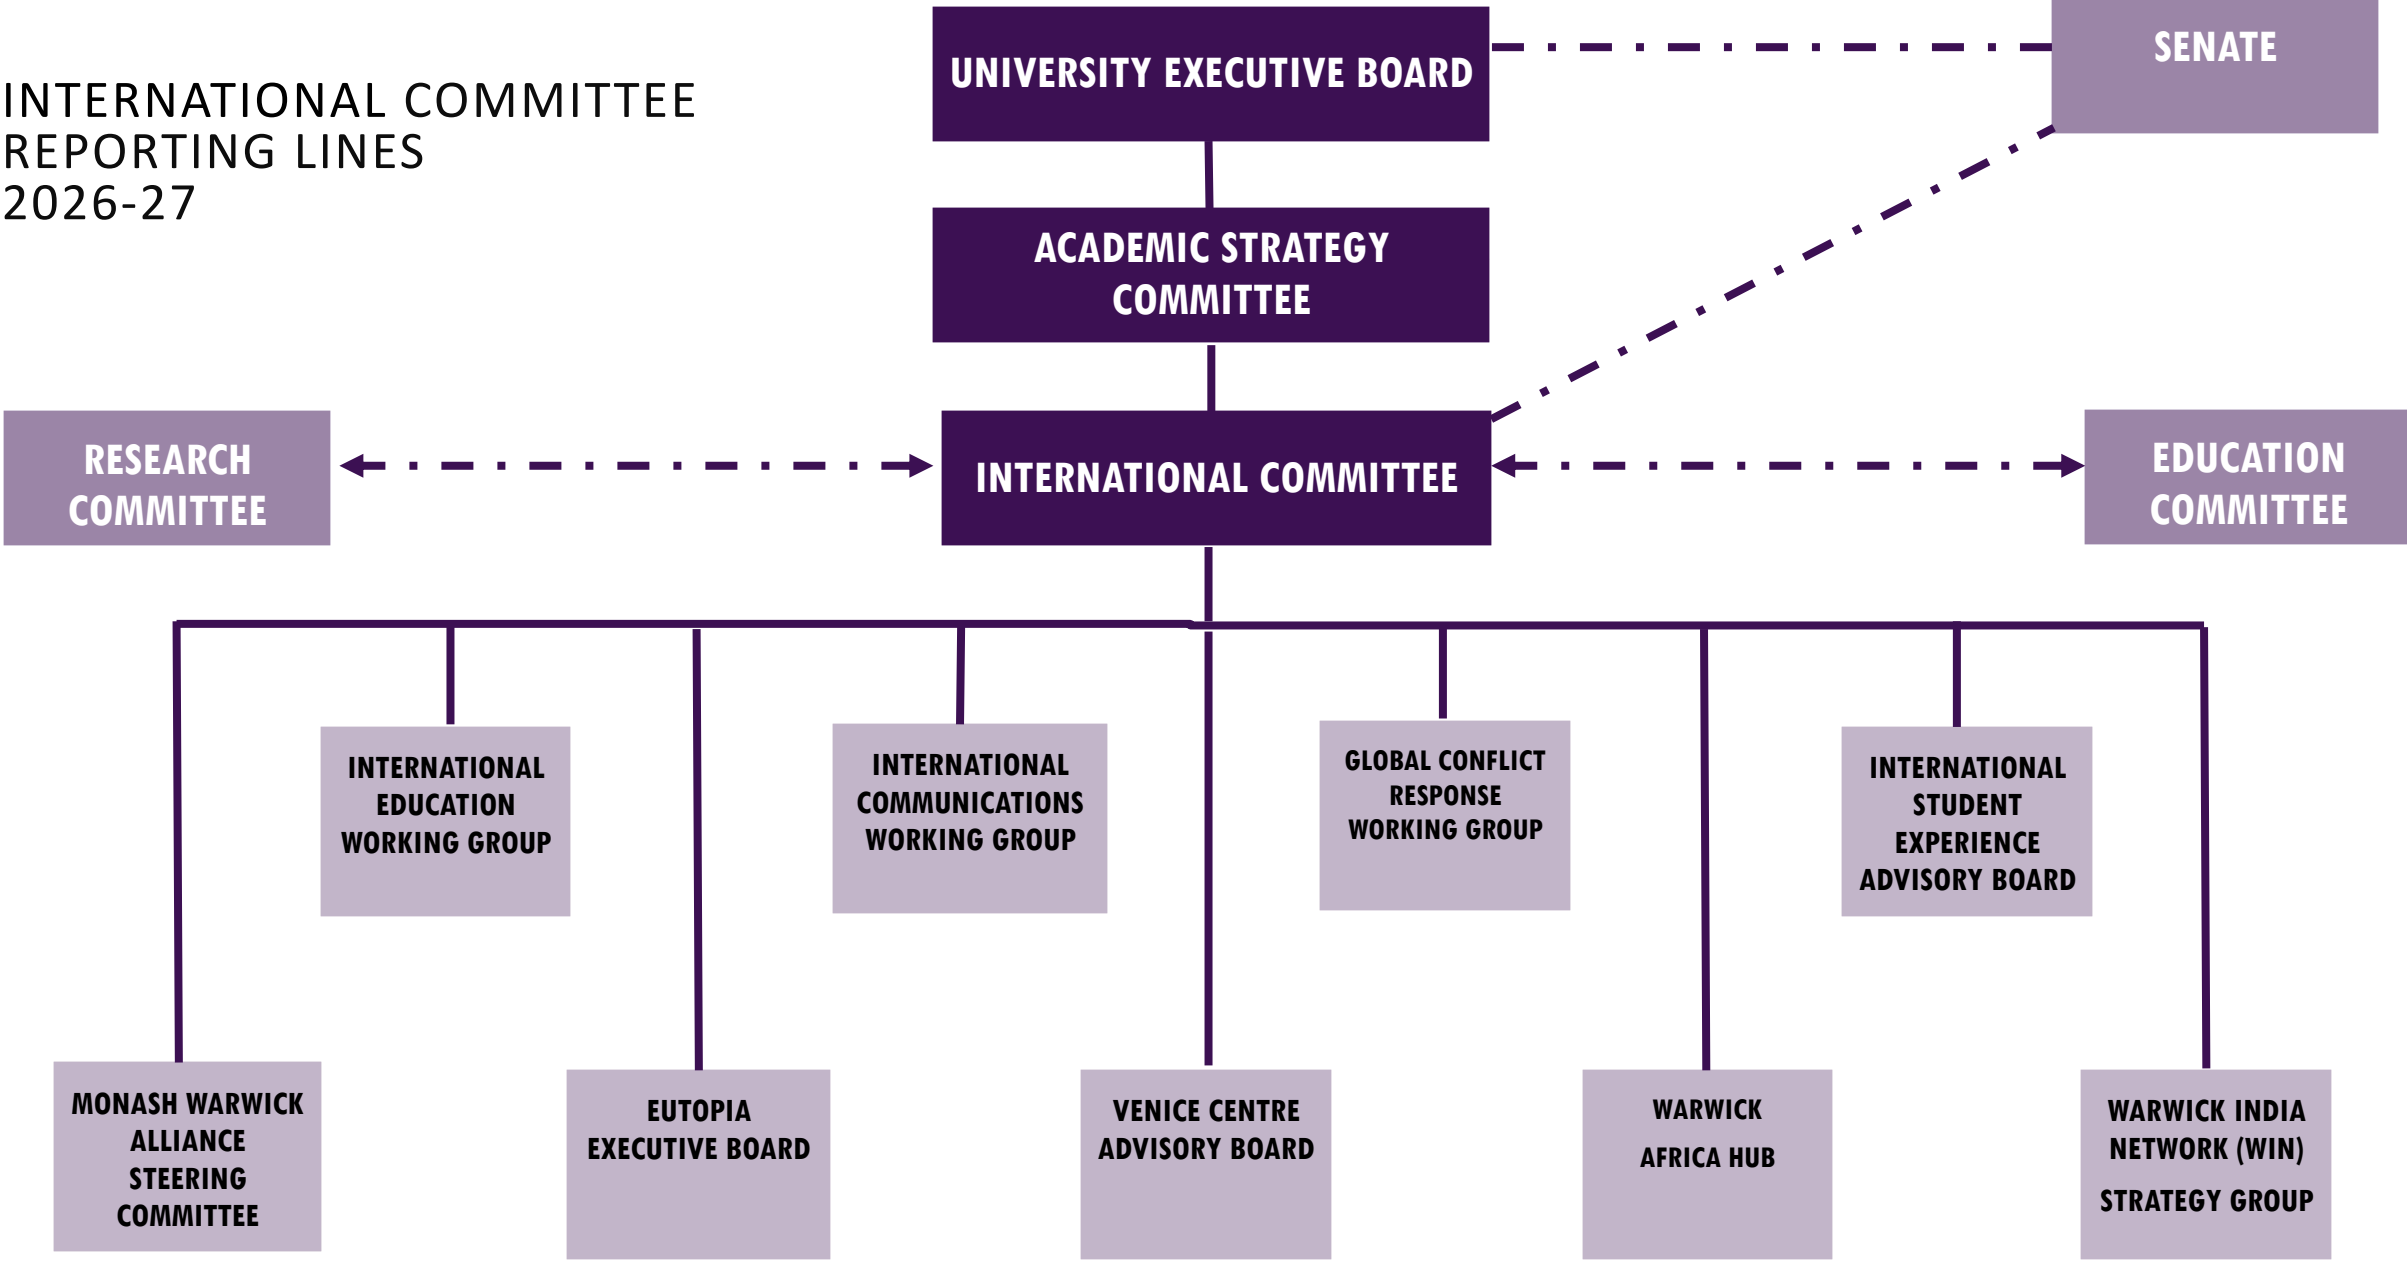 INTERNATIONAL COMMITTEE
REPORTING LINES
2026-27
UNIVERSITY EXECUTIVE BOARD
SENATE
ACADEMIC STRATEGY
COMMITTEE
RESEARCH
COMMITTEE
INTERNATIONAL COMMITTEE
EDUCATION
COMMITTEE
INTERNATIONAL
EDUCATION
WORKING GROUP
INTERNATIONAL
COMMUNICATIONS
WORKING GROUP
GLOBAL CONFLICT
RESPONSE
WORKING GROUP
INTERNATIONAL
STUDENT
EXPERIENCE
ADVISORY BOARD
MONASH WARWICK
ALLIANCE
STEERING
COMMITTEE
EUTOPIA
EXECUTIVE BOARD
VENICE CENTRE
ADVISORY BOARD
WARWICK
AFRICA HUB
WARWICK INDIA
NETWORK (WIN)
STRATEGY GROUP